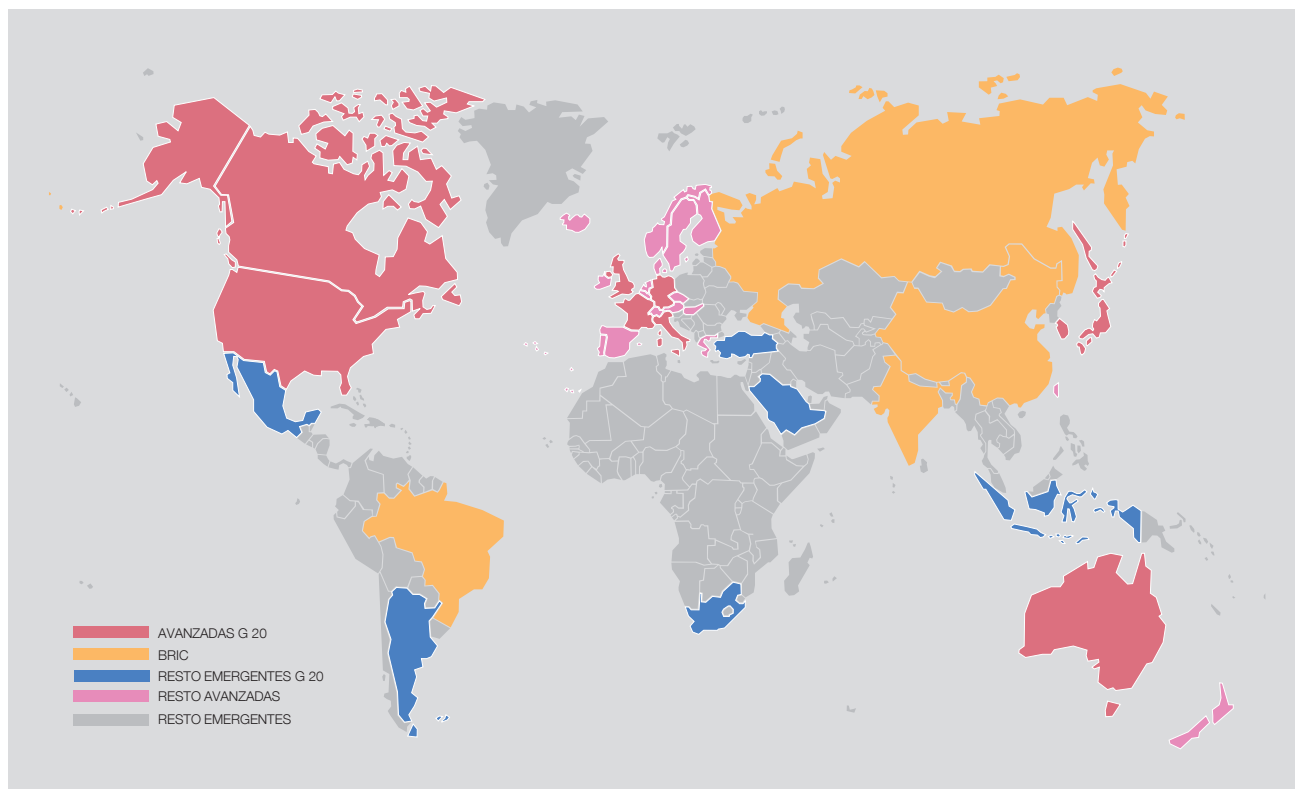 AVANZADAS G 20
BRIC
RESTO EMERGENTES G 20
RESTO AVANZADAS
RESTO EMERGENTES